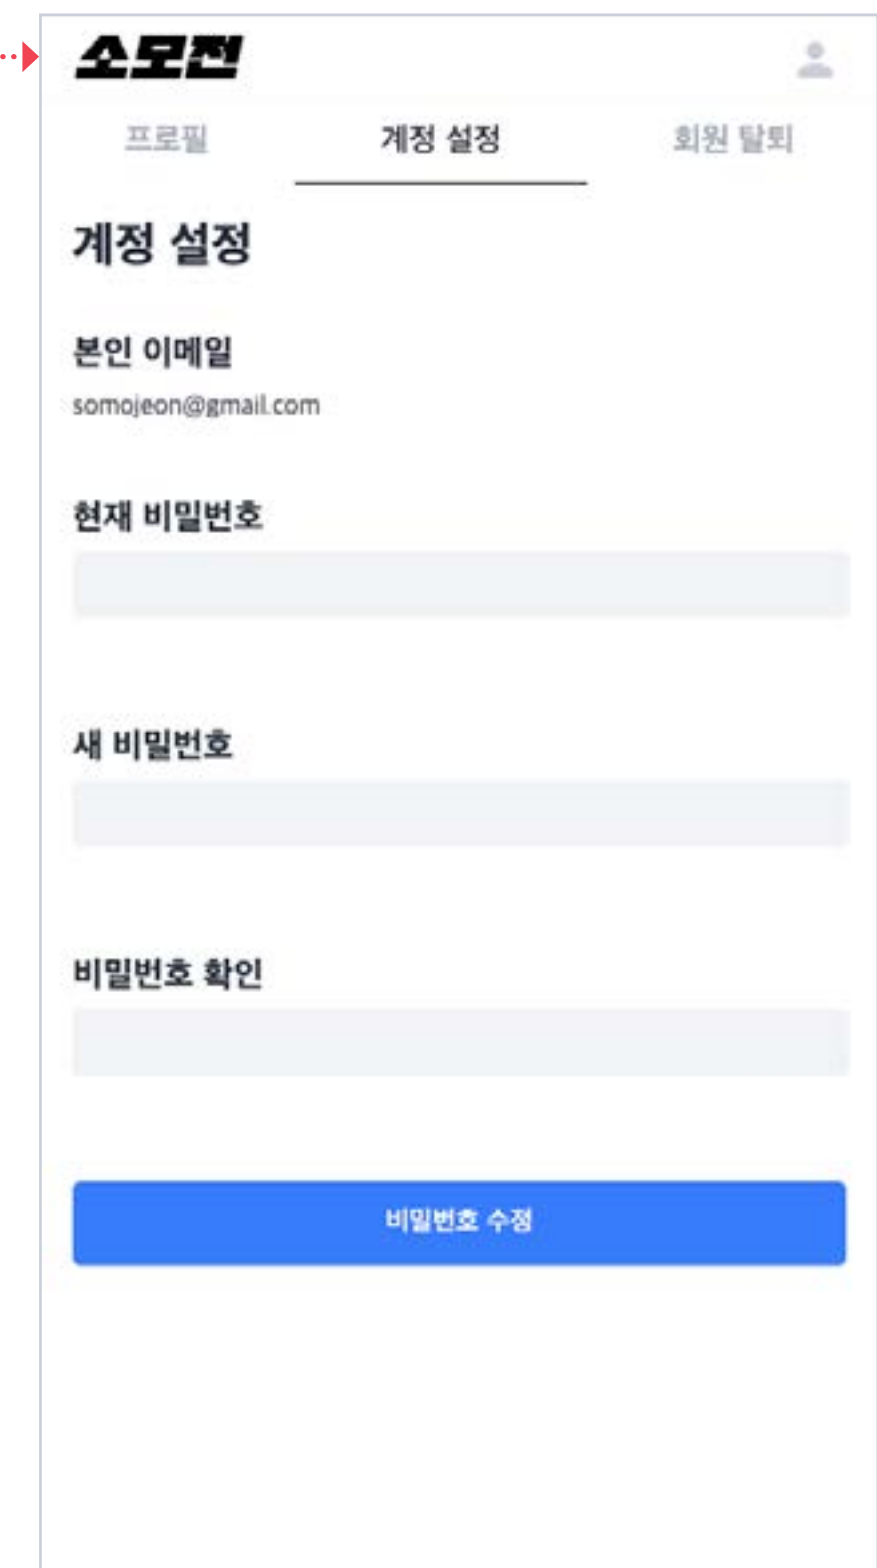 소모전
프로필 계정 설정 회원 탈퇴
계정 설정
본인 이메일
somojeon@gmail.com
현재 비밀번호
새 비밀번호
비밀번호 확인
비밀번호 수정